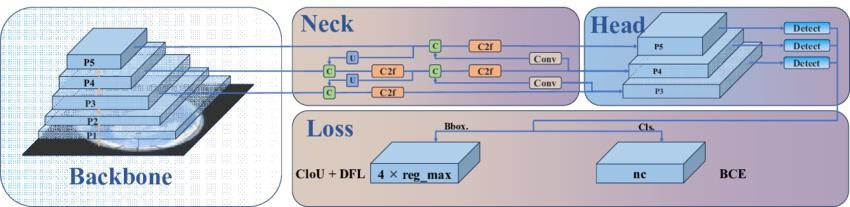 Backbone
P5
P4
P3
P2
P1
Neck
C
C2f
U
C
C2f
C
C2f
Conv
U
C
C2f
Conv
Head
P5
P4
P3
Detect
Detect
Detect
Loss
Bbox.
Cls.
CIoU + DFL
4 × reg_max
nc
BCE